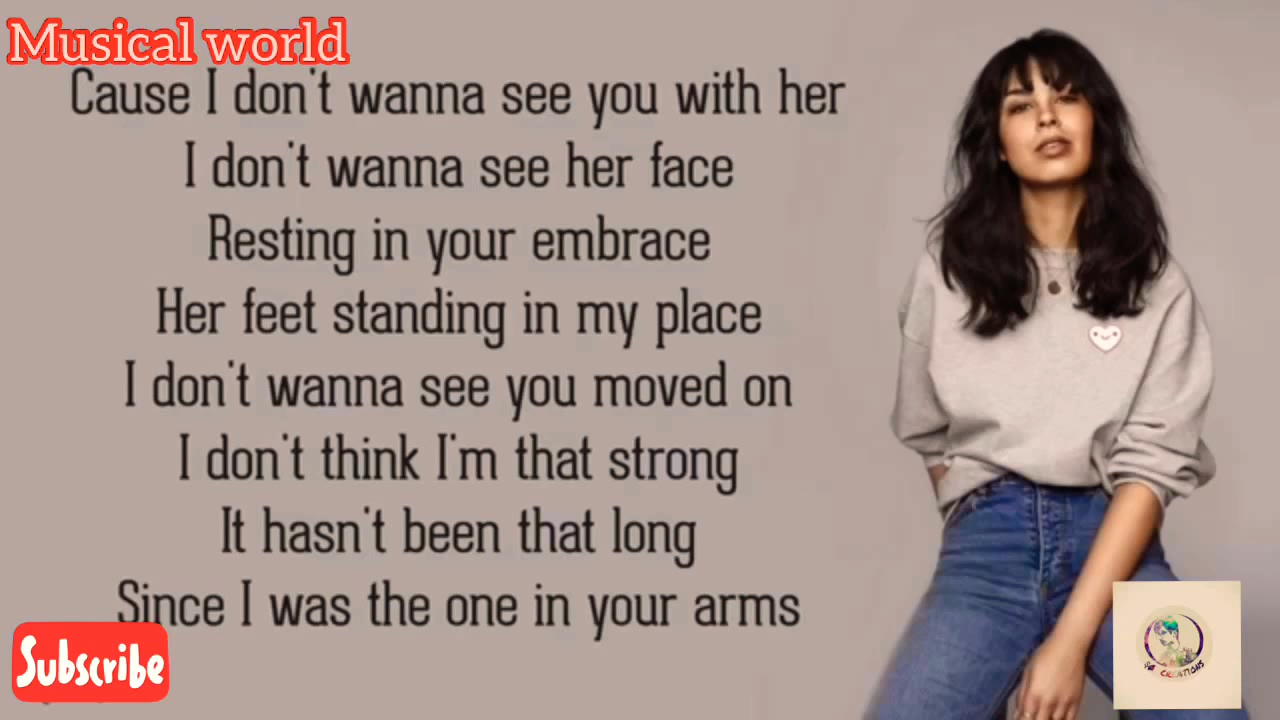 Musical world
Cause I don't wanna see you with her
I don't wanna see her face
Resting in your embrace
Her feet standing in my place
I don't wanna see you moved on
I don't think I'm that strong
It hasn't been that long
Since I was the one in your arms
Subscribe
CREATIONS